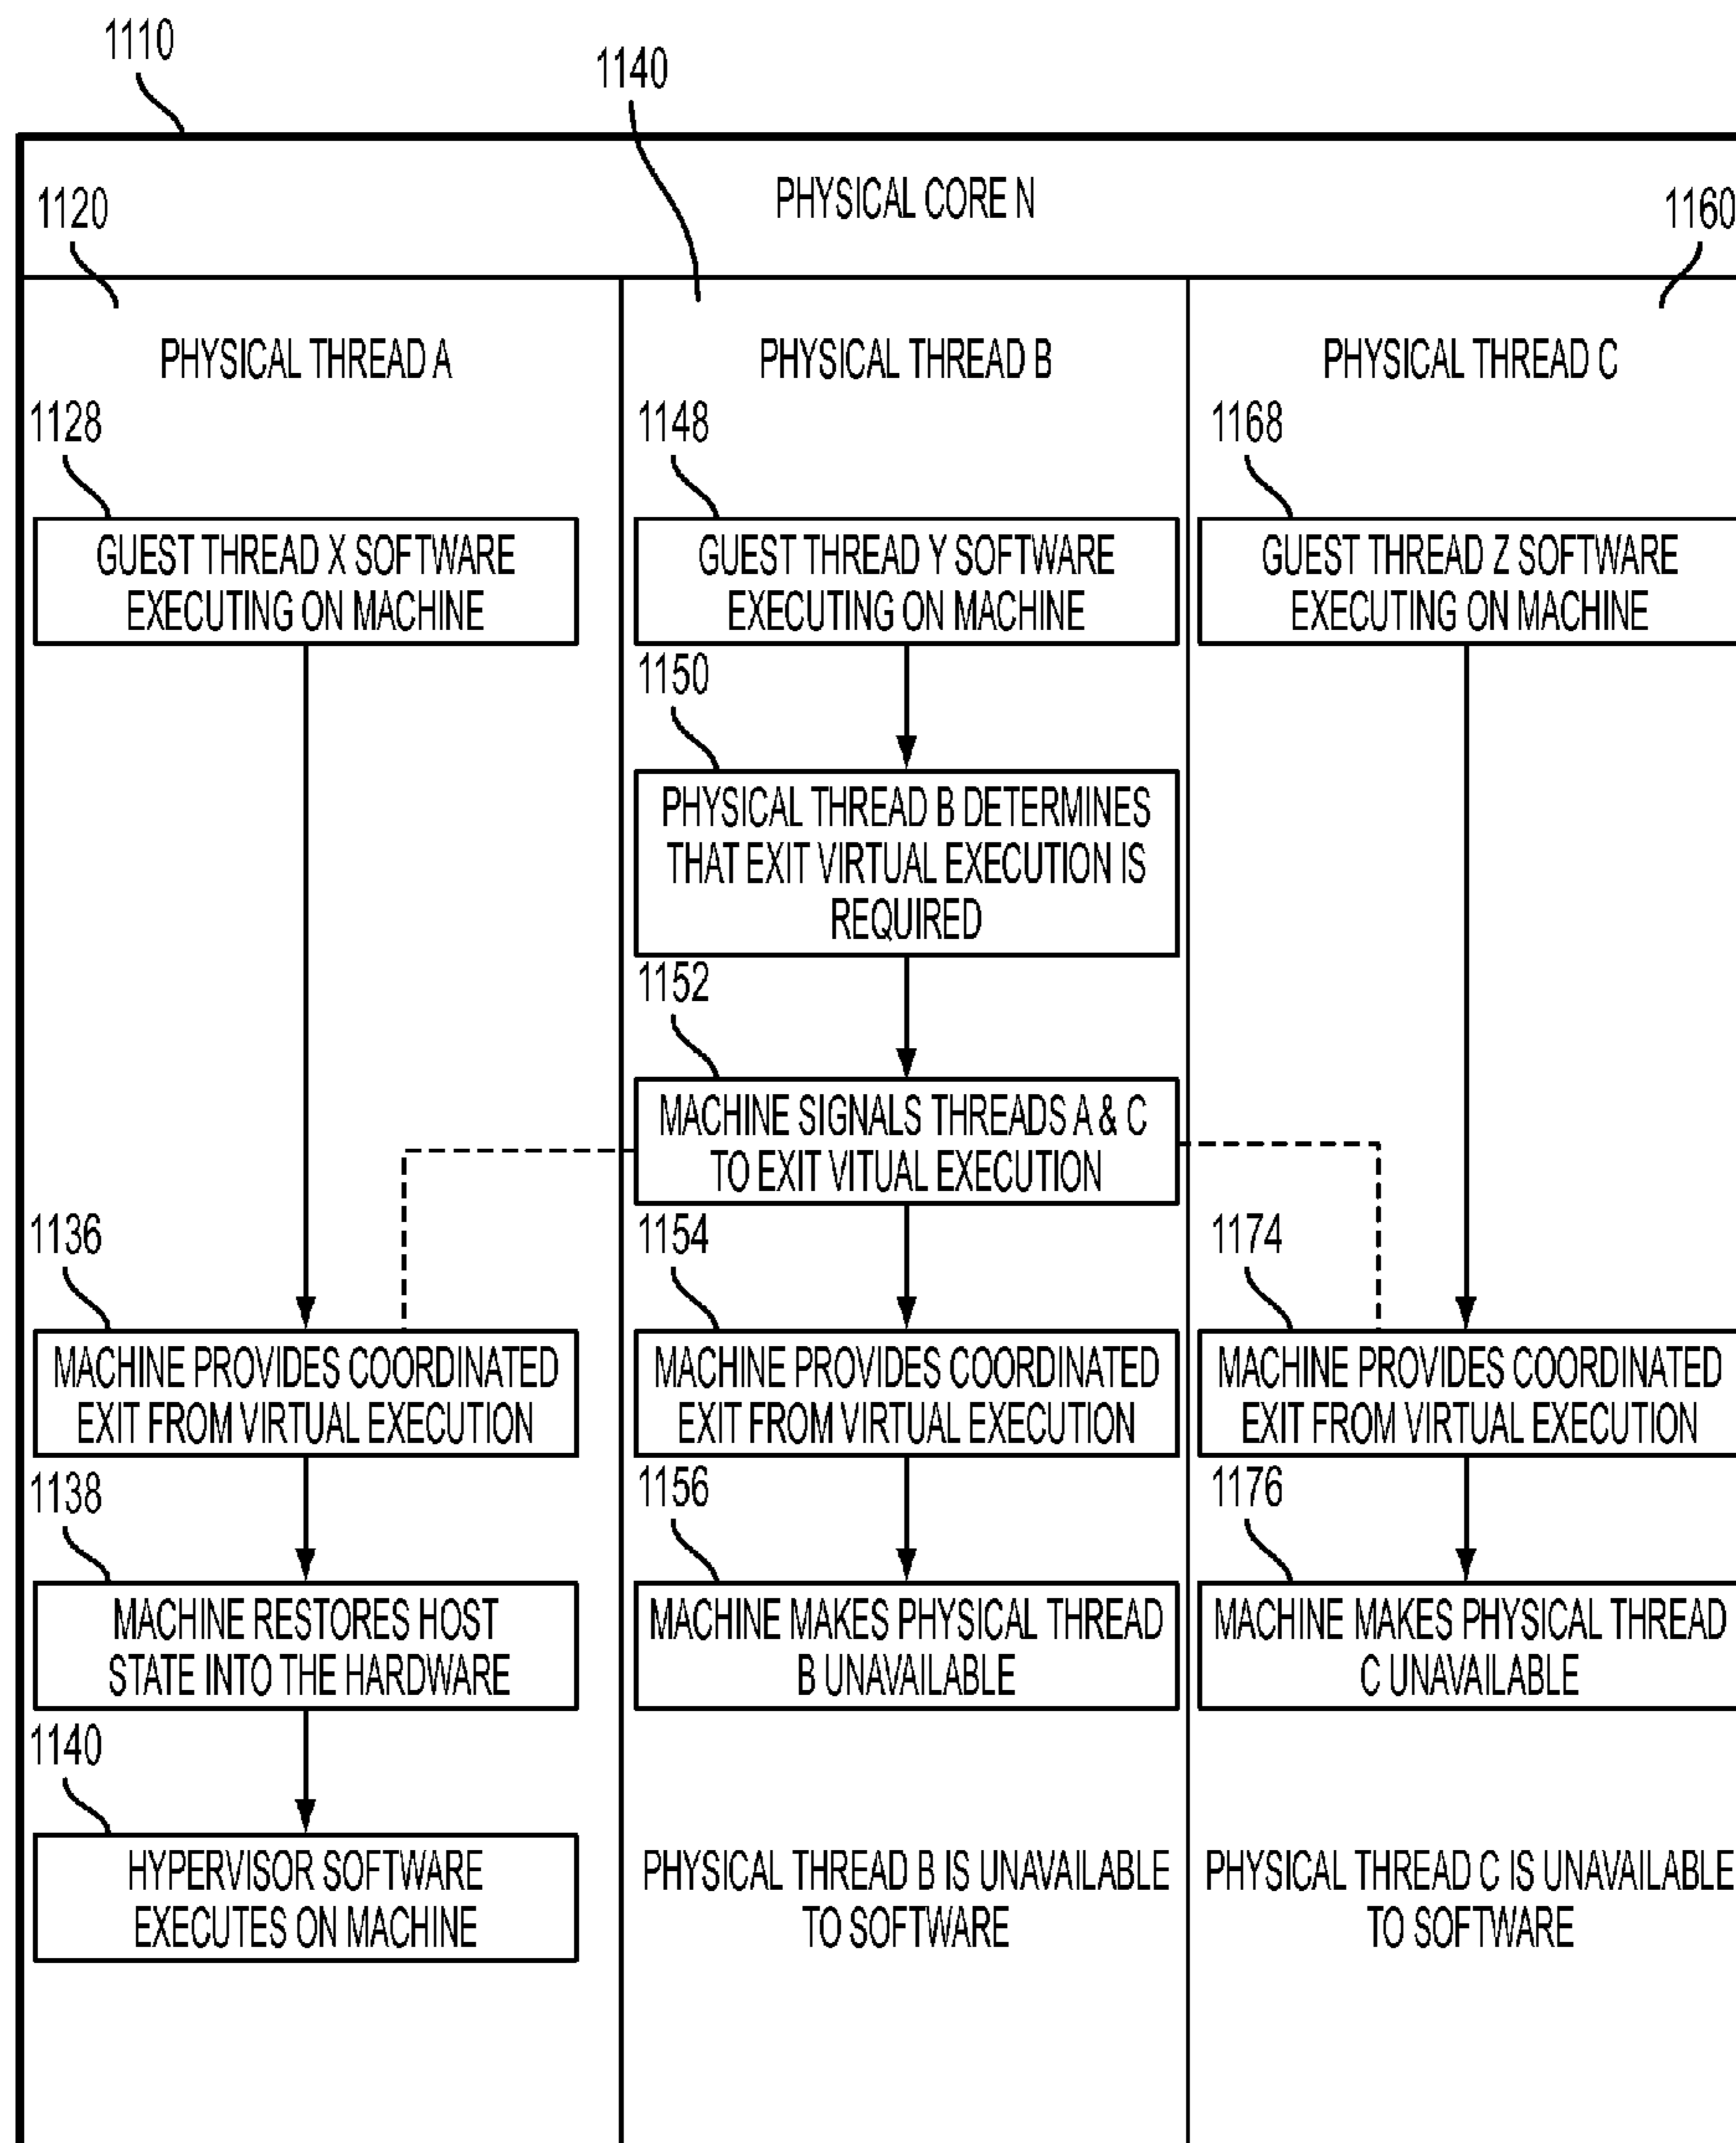 1110
1140
PHYSICAL CORE N
1120
1160
PHYSICAL THREAD A
PHYSICAL THREAD B
PHYSICAL THREAD C
1128
1148
1168
GUEST THREAD X SOFTWARE
EXECUTING ON MACHINE
GUEST THREAD Y SOFTWARE
EXECUTING ON MACHINE
GUEST THREAD Z SOFTWARE
EXECUTING ON MACHINE
1150
PHYSICAL THREAD B DETERMINES
THAT EXIT VIRTUAL EXECUTION IS
REQUIRED
1152
MACHINE SIGNALS THREADS A & C
TO EXIT VITUAL EXECUTION
1136
1154
1174
MACHINE PROVIDES COORDINATED
EXIT FROM VIRTUAL EXECUTION
MACHINE PROVIDES COORDINATED
EXIT FROM VIRTUAL EXECUTION
MACHINE PROVIDES COORDINATED
EXIT FROM VIRTUAL EXECUTION
1138
1156
1176
MACHINE RESTORES HOST
STATE INTO THE HARDWARE
MACHINE MAKES PHYSICAL THREAD
B UNAVAILABLE
MACHINE MAKES PHYSICAL THREAD
C UNAVAILABLE
1140
HYPERVISOR SOFTWARE
EXECUTES ON MACHINE
PHYSICAL THREAD B IS UNAVAILABLE
TO SOFTWARE
PHYSICAL THREAD C IS UNAVAILABLE
TO SOFTWARE